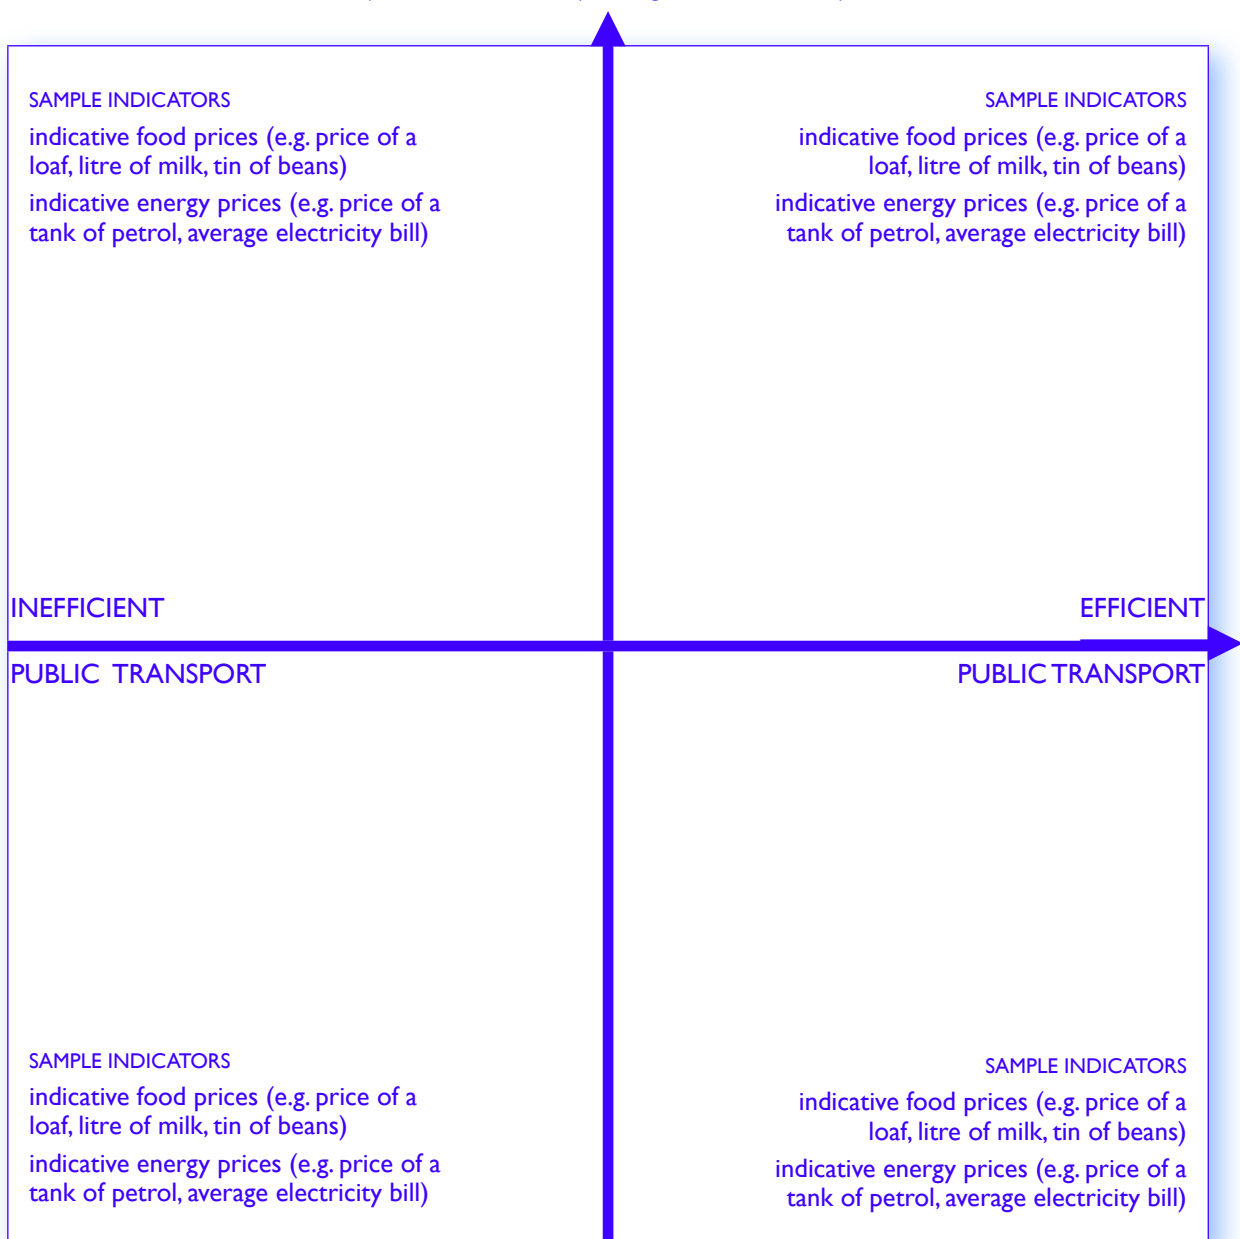 SAMPLE INDICATORS
indicative food prices (e.g. price of a
loaf, litre of milk, tin of beans)
indicative energy prices (e.g. price of a
tank of petrol, average electricity bill)
SAMPLE INDICATORS
indicative food prices (e.g. price of a
loaf, litre of milk, tin of beans)
indicative energy prices (e.g. price of a
tank of petrol, average electricity bill)
INEFFICIENT
PUBLIC TRANSPORT
EFFICIENT
PUBLIC TRANSPORT
SAMPLE INDICATORS
indicative food prices (e.g. price of a
loaf, litre of milk, tin of beans)
indicative energy prices (e.g. price of a
tank of petrol, average electricity bill)
SAMPLE INDICATORS
indicative food prices (e.g. price of a
loaf, litre of milk, tin of beans)
indicative energy prices (e.g. price of a
tank of petrol, average electricity bill)